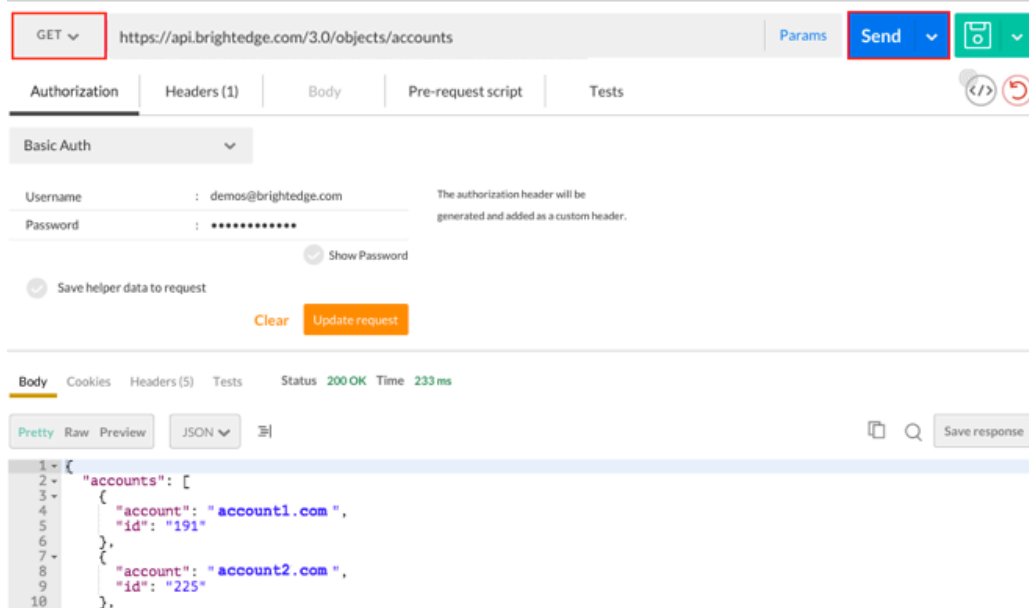 GET https://api.brightedge.com/3.0/objects/accounts Params Send
Authorization Headers (1) Body Pre-request script Tests </>
Basic Auth
Username : demos@brightedge.com The authorization header will be
Password : •••••••••••• generated and added as a custom header.
Show Password
Save helper data to request
Clear Update request
Body Cookies Headers (5) Tests Status 200 OK Time 233 ms
Pretty Raw Preview JSON Save response
1 {
2 "accounts": [
3 {
4 "account": "account1.com",
5 "id": "191"
6 },
7 {
8 "account": "account2.com",
9 "id": "225"
10 },